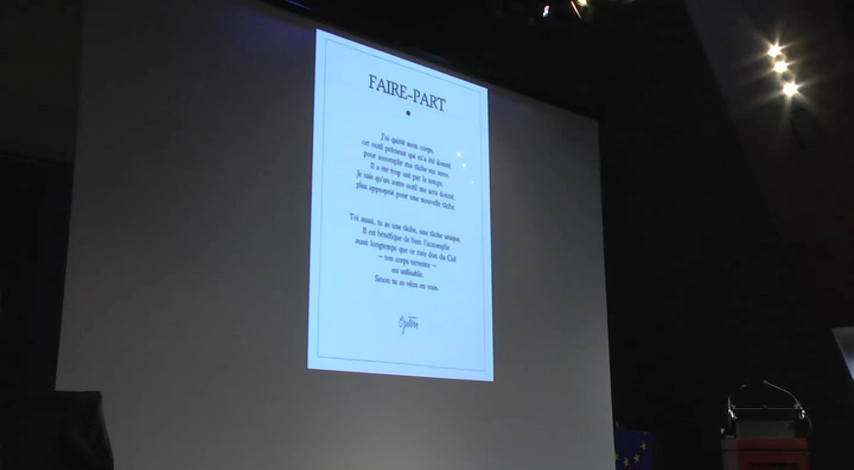 FAIRE-PART
J'ai quitté mon corps,
cet outil précieux qui m'a été donné
pour accomplir ma tâche sur terre.
Il a été trop usé par le temps,
Je sais qu'un autre outil me sera donné,
plus approprié pour une nouvelle tâche.
Toi aussi, tu as une tâche, une tâche unique.
Il est bénéfique de bien l'accomplir
aussi longtemps que ce rare don du Ciel
— ton corps terrestre —
est utilisable.
Sinon tu as vécu en vain.